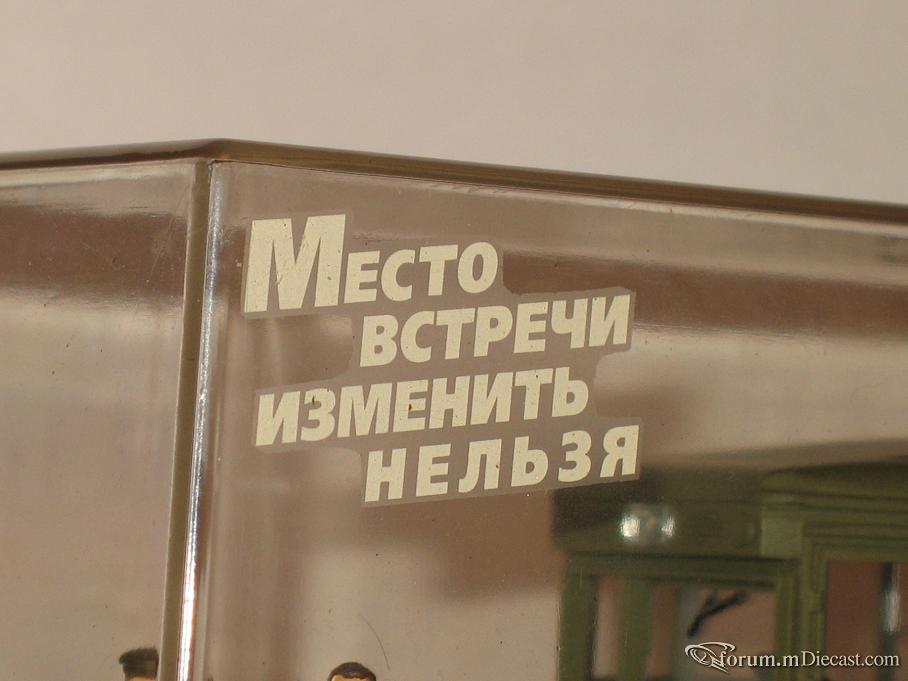 Место
встречи
изменить
нельзя
forum.mDiecast.com